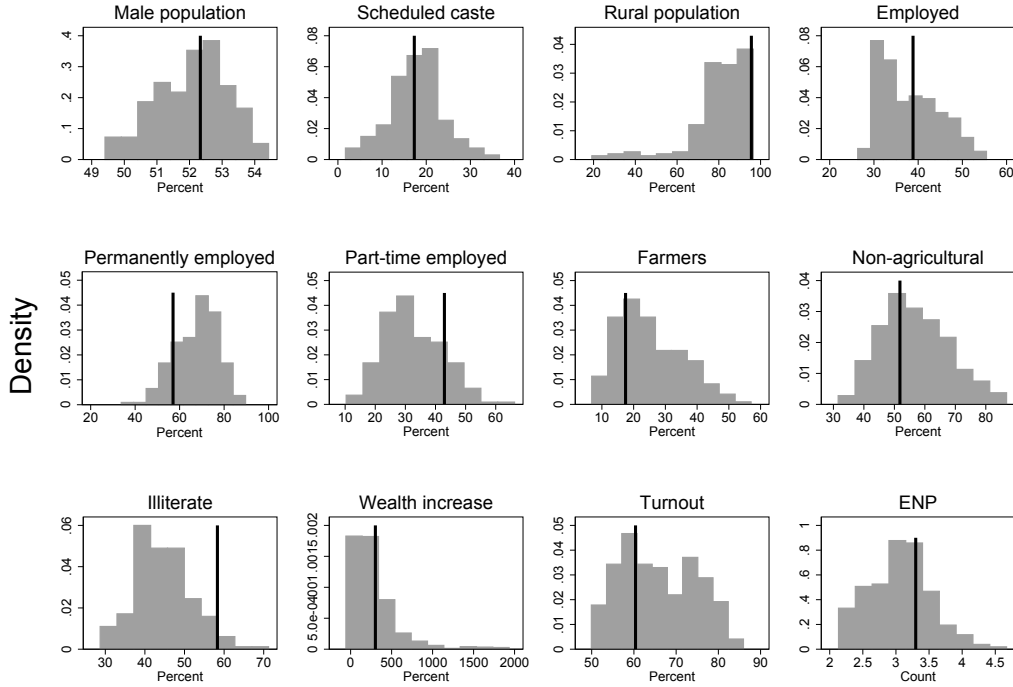 Male population
Scheduled caste
Rural population
Employed
0 .1 .2 .3 .4
0 .02 .04 .06 .08
0 .01 .02 .03 .04
0 .02 .04 .06 .08
49 50 51 52 53 54
0 10 20 30 40
20 40 60 80 100
20 30 40 50 60
Percent
Percent
Percent
Percent
Density
Permanently employed
Part-time employed
Farmers
Non-agricultural
0 .01 .02 .03 .04 .05
0 .01 .02 .03 .04 .05
0 .01 .02 .03 .04 .05
0 .01 .02 .03 .04
20 40 60 80 100
10 20 30 40 50 60
10 20 30 40 50 60
40 50 60 70 80
Percent
Percent
Percent
Percent
Illiterate
Wealth increase
Turnout
ENP
0 .02 .04 .06
0 5.0e-04 .001 .0015 .002
0 .01 .02 .03 .04 .05
0 .2 .4 .6 .8 1
30 40 50 60 70
0 500 1000 1500 2000
50 60 70 80 90
2 2.5 3 3.5 4 4.5
Percent
Percent
Percent
Count